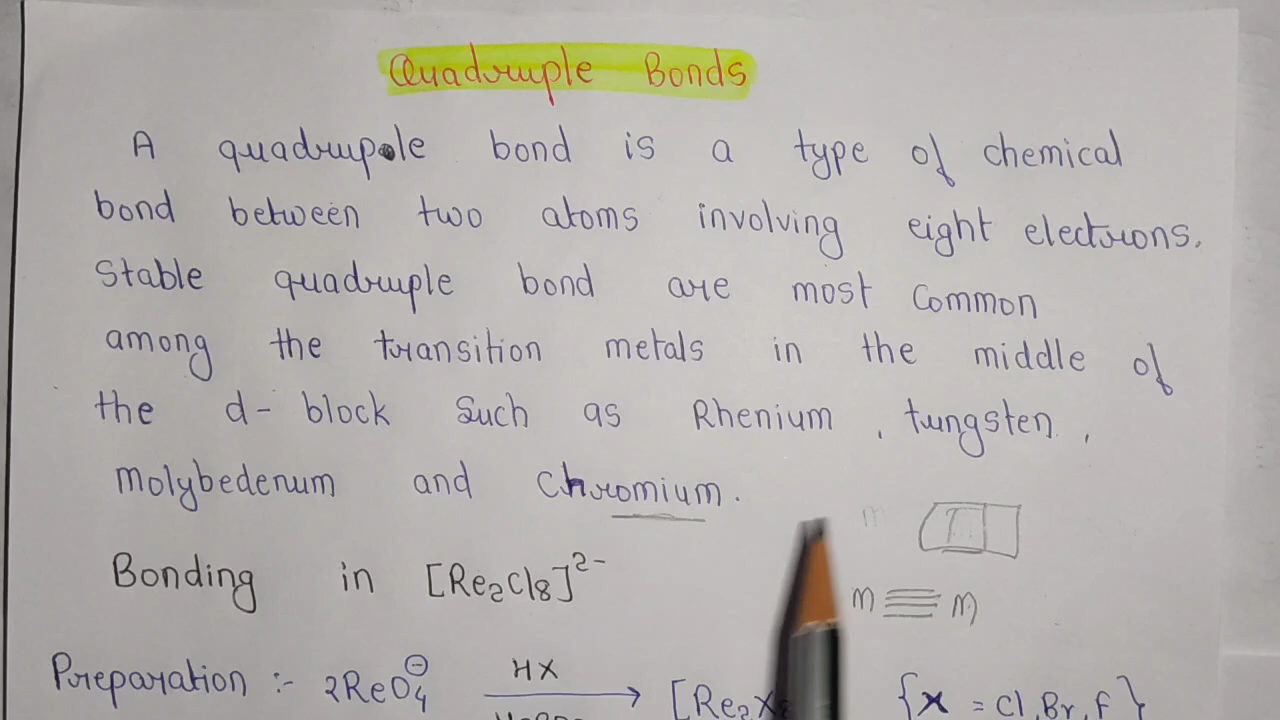 Quadruple Bonds
A quadrupole bond is a type of chemical
bond between two atoms involving eight electrons.
Stable quadruple bond are most common
among the transition metals in the middle of
the d- block such as Rhenium, tungsten,
Molybedenum and Chromium.
Bonding in [Re₂Cl₈]²⁻
m ≣ m
Preparation :- 2ReO₄⊖ HX → [Re₂X {X = Cl, Br, F}